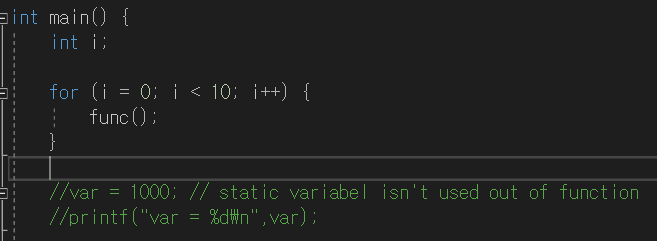 int main() {
int i;
for (i = 0; i < 10; i++) {
func();
}
//var = 1000; // static variabel isn't used out of function
//printf("var = %d₩n",var);